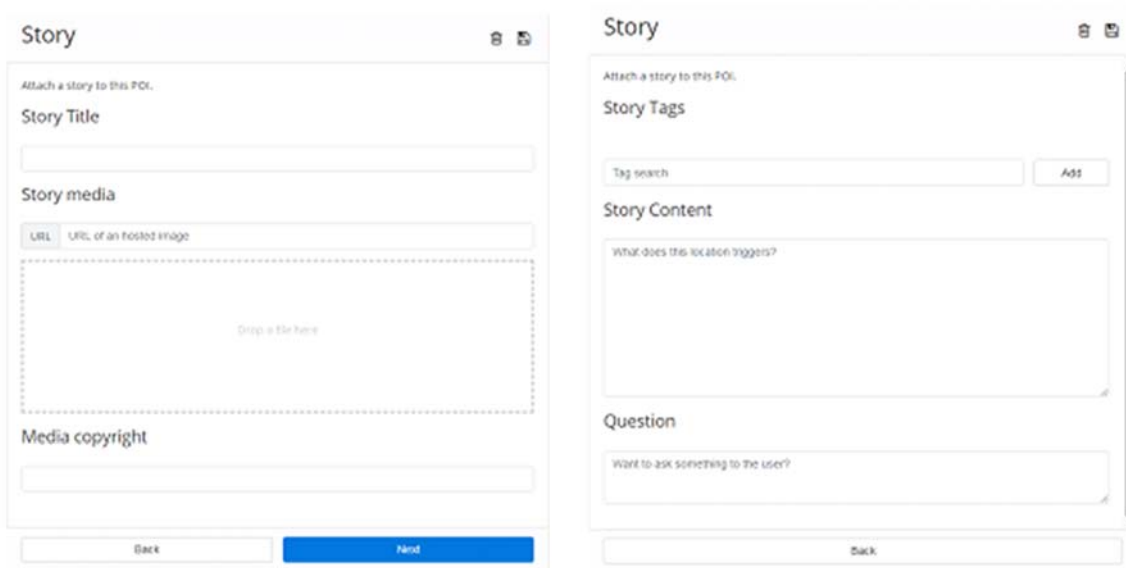 Story
Attach a story to this POI.
Story Title
Story media
URL URL of an hosted image
Drop a file here
Media copyright
Back Next
Story
Attach a story to this POI.
Story Tags
Tag search Add
Story Content
What does this location triggers?
Question
Want to ask something to the user?
Back